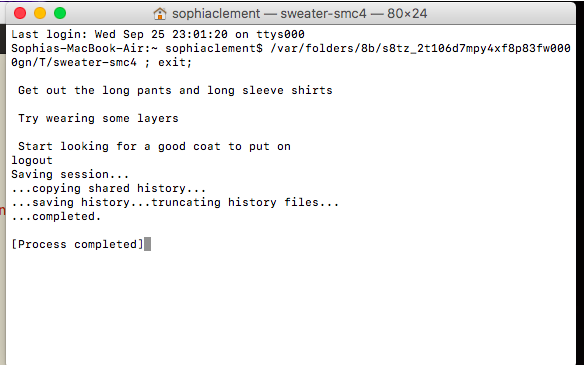 sophiaclement — sweater-smc4 — 80×24
Last login: Wed Sep 25 23:01:20 on ttys000
Sophias-MacBook-Air:~ sophiaclement$ /var/folders/8b/s8tz_2t106d7mpy4xf8p83fw000
0gn/T/sweater-smc4 ; exit;
Get out the long pants and long sleeve shirts
Try wearing some layers
Start looking for a good coat to put on
logout
Saving session...
...copying shared history...
...saving history...truncating history files...
...completed.
[Process completed]